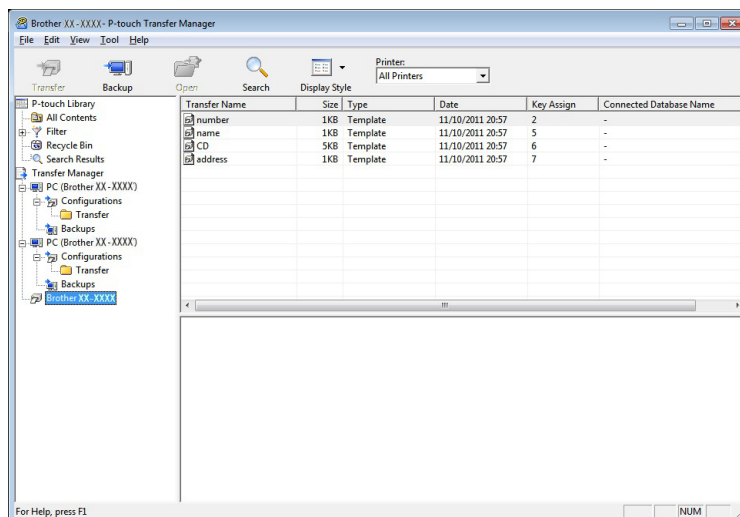 Brother XX-XXXX- P-touch Transfer Manager
File Edit View Tool Help
Transfer Backup Open Search Display Style
Printer:
All Printers
P-touch Library
All Contents
Filter
Recycle Bin
Search Results
Transfer Manager
PC (Brother XX-XXXX)
Configurations
Transfer
Backups
PC (Brother XX-XXXX)
Configurations
Transfer
Backups
Brother XX-XXXX
Transfer Name Size Type Date Key Assign Connected Database Name
number 1KB Template 11/10/2011 20:57 2 -
name 1KB Template 11/10/2011 20:57 5 -
CD 5KB Template 11/10/2011 20:57 6 -
address 1KB Template 11/10/2011 20:57 7 -
For Help, press F1 NUM